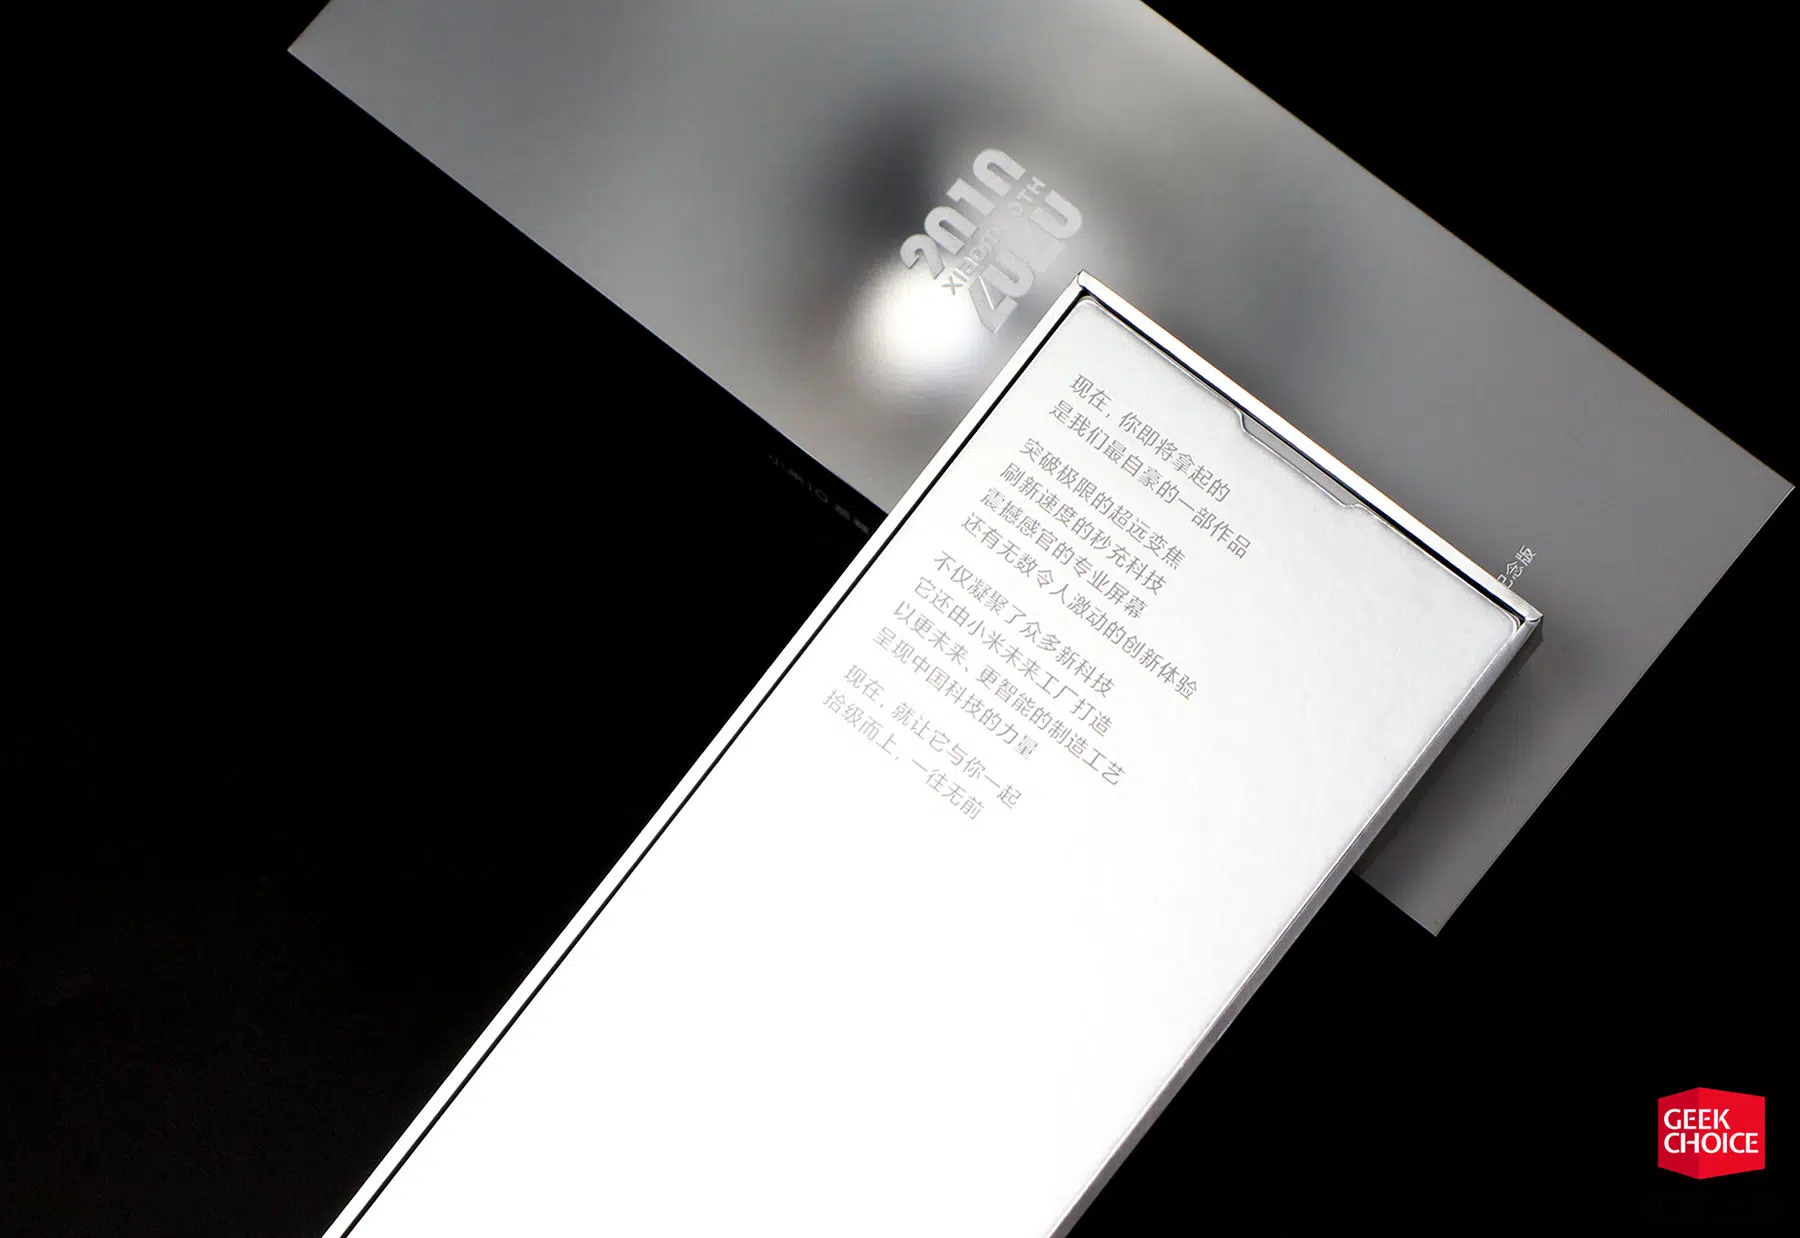 2010
XIAOMI
OTH
2020
现在，你即将拿起的
是我们最自豪的一部作品
突破极限的超远变焦
刷新速度的秒充科技
震撼感官的专业屏幕
还有无数令人激动的创新体验
不仅凝聚了众多新科技
它还由小米未来工厂打造
以更未来、更智能的制造工艺
呈现中国科技的力量
现在，就让它与你一起
拾级而上，一往无前
纪念版
GEEK
CHOICE